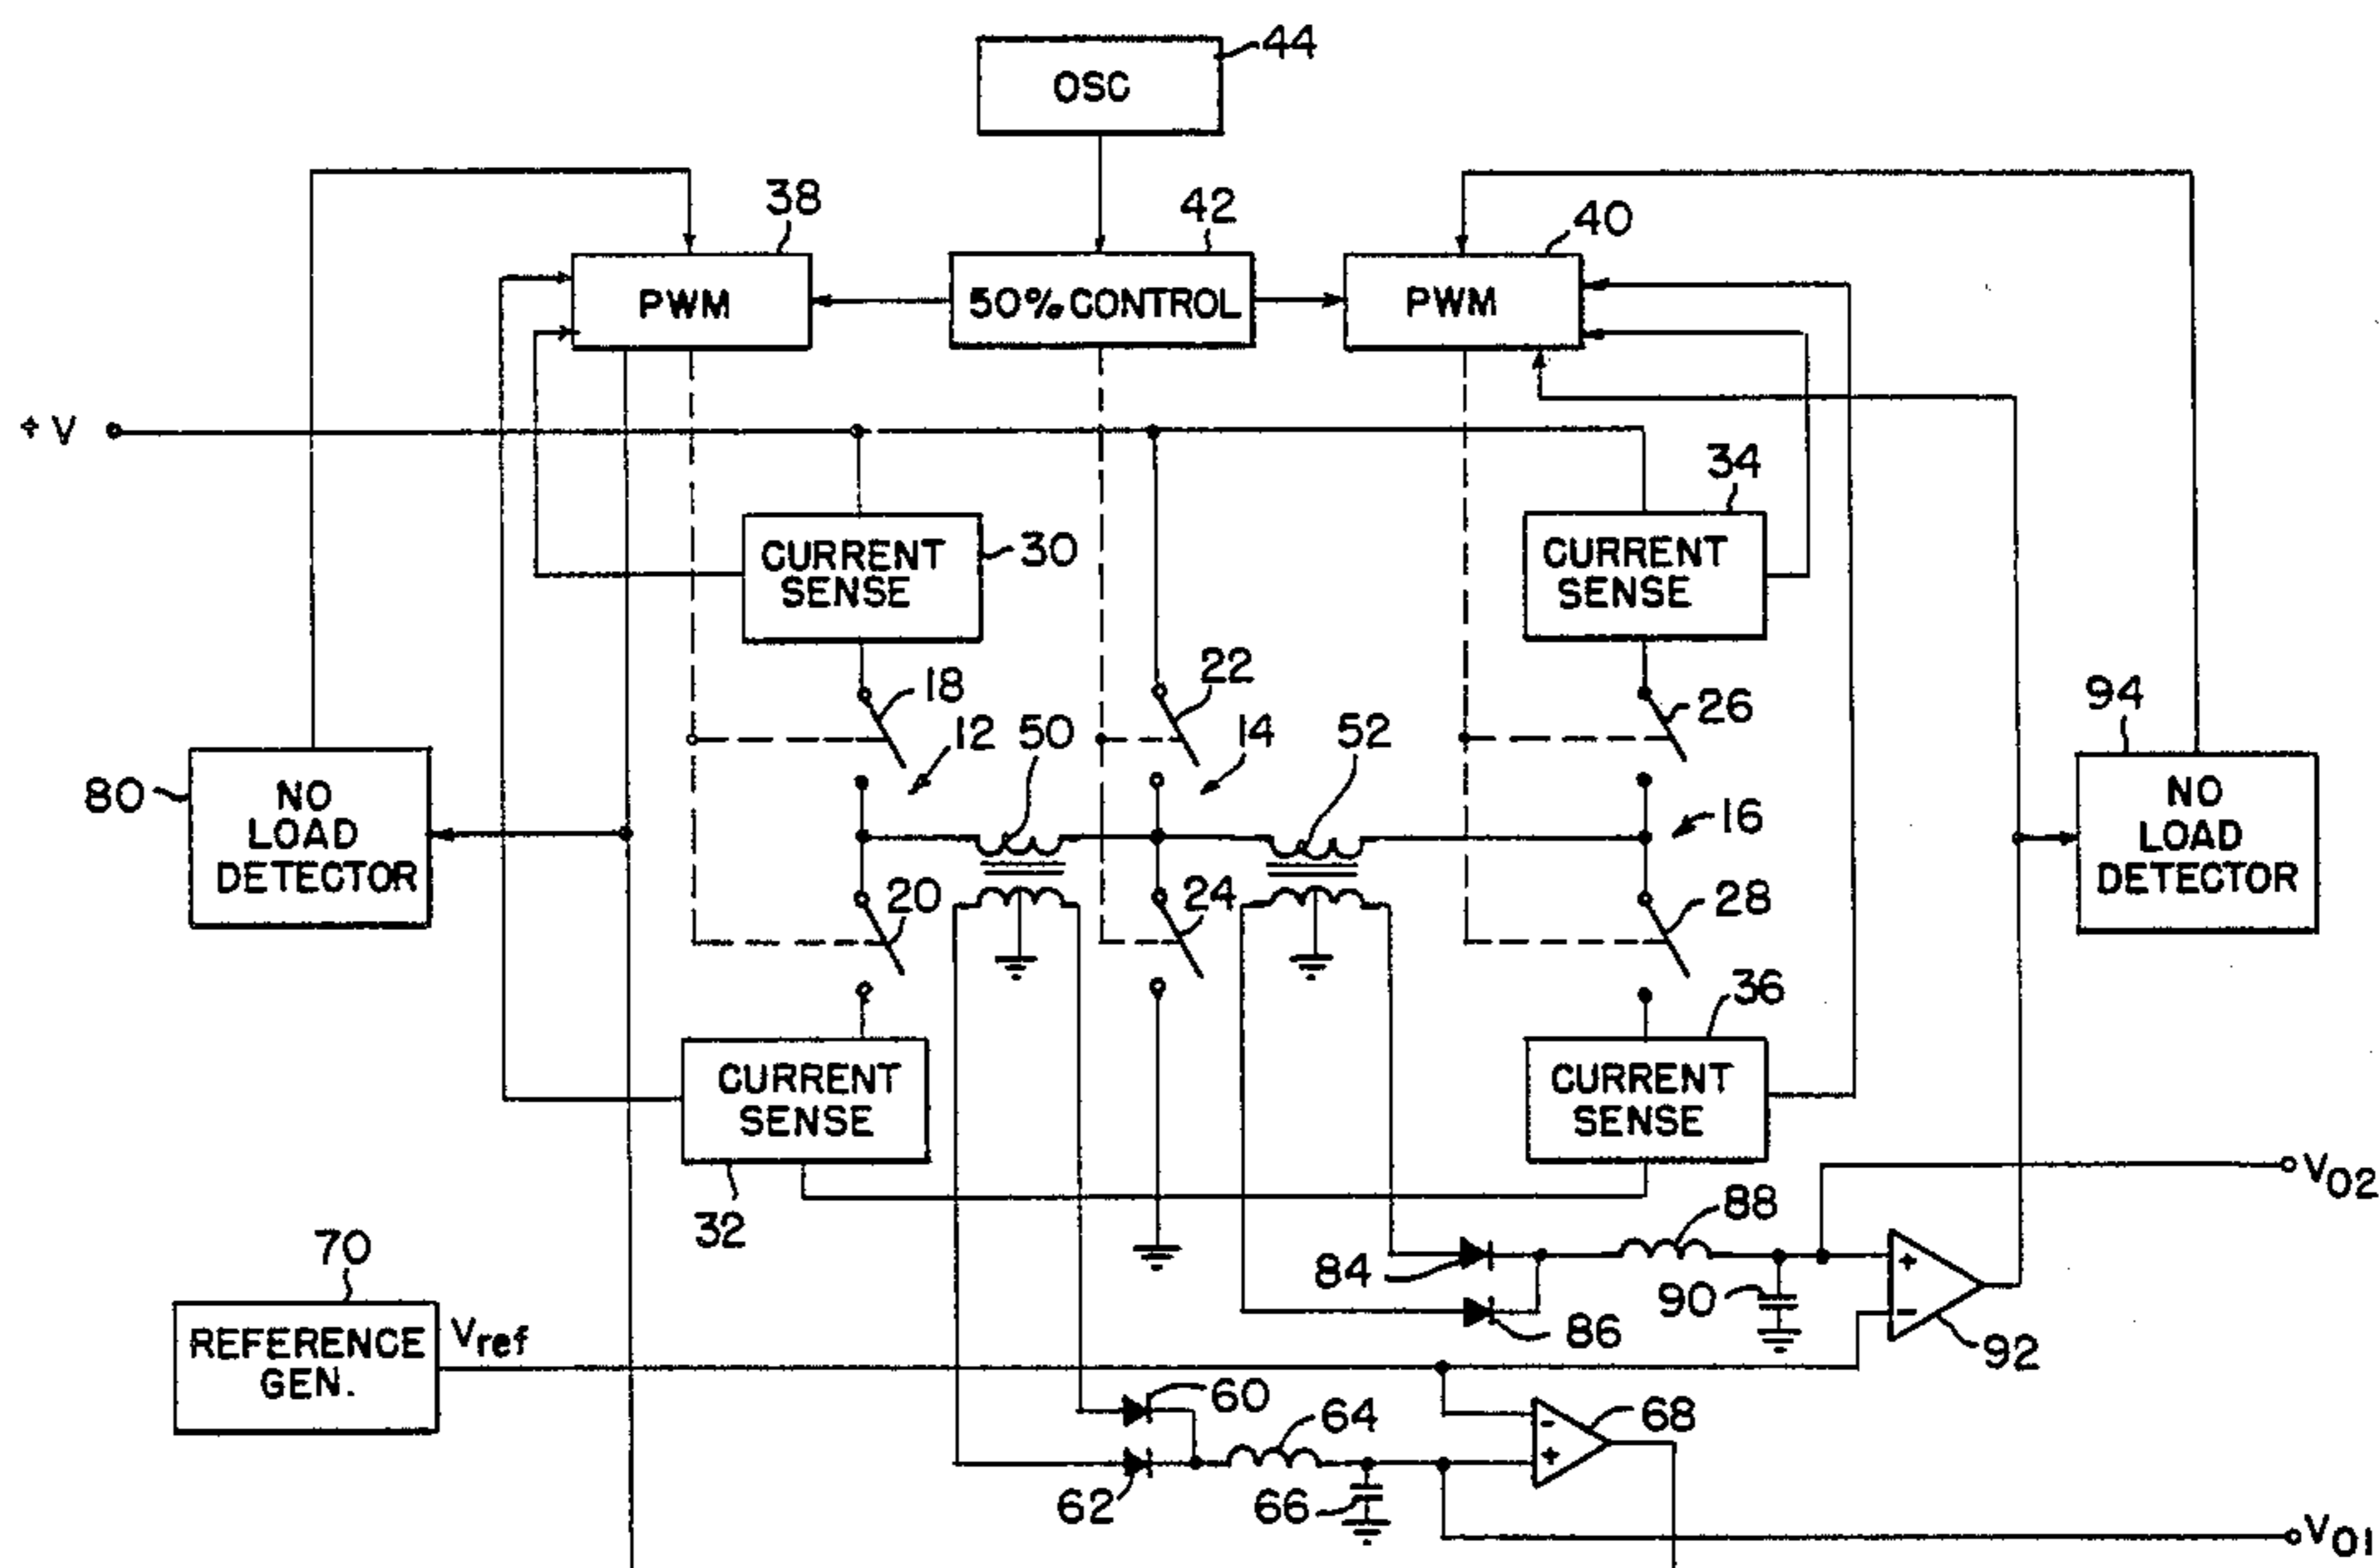 44
OSC
38
42
40
PWM
50% CONTROL
PWM
+V
34
CURRENT
SENSE
30
CURRENT
SENSE
22
18
26
94
12
50
14
52
80
NO
LOAD
DETECTOR
16
NO
LOAD
DETECTOR
20
24
28
36
CURRENT
SENSE
CURRENT
SENSE
32
VO2
88
70
84
90
REFERENCE
GEN.
Vref
86
92
60
64
68
62
66
VO1
+
-
-
+